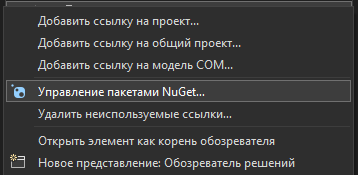 Добавить ссылку на проект...
Добавить ссылку на общий проект...
Добавить ссылку на модель COM...
Управление пакетами NuGet...
Удалить неиспользуемые ссылки...
Открыть элемент как корень обозревателя
Новое представление: Обозреватель решений